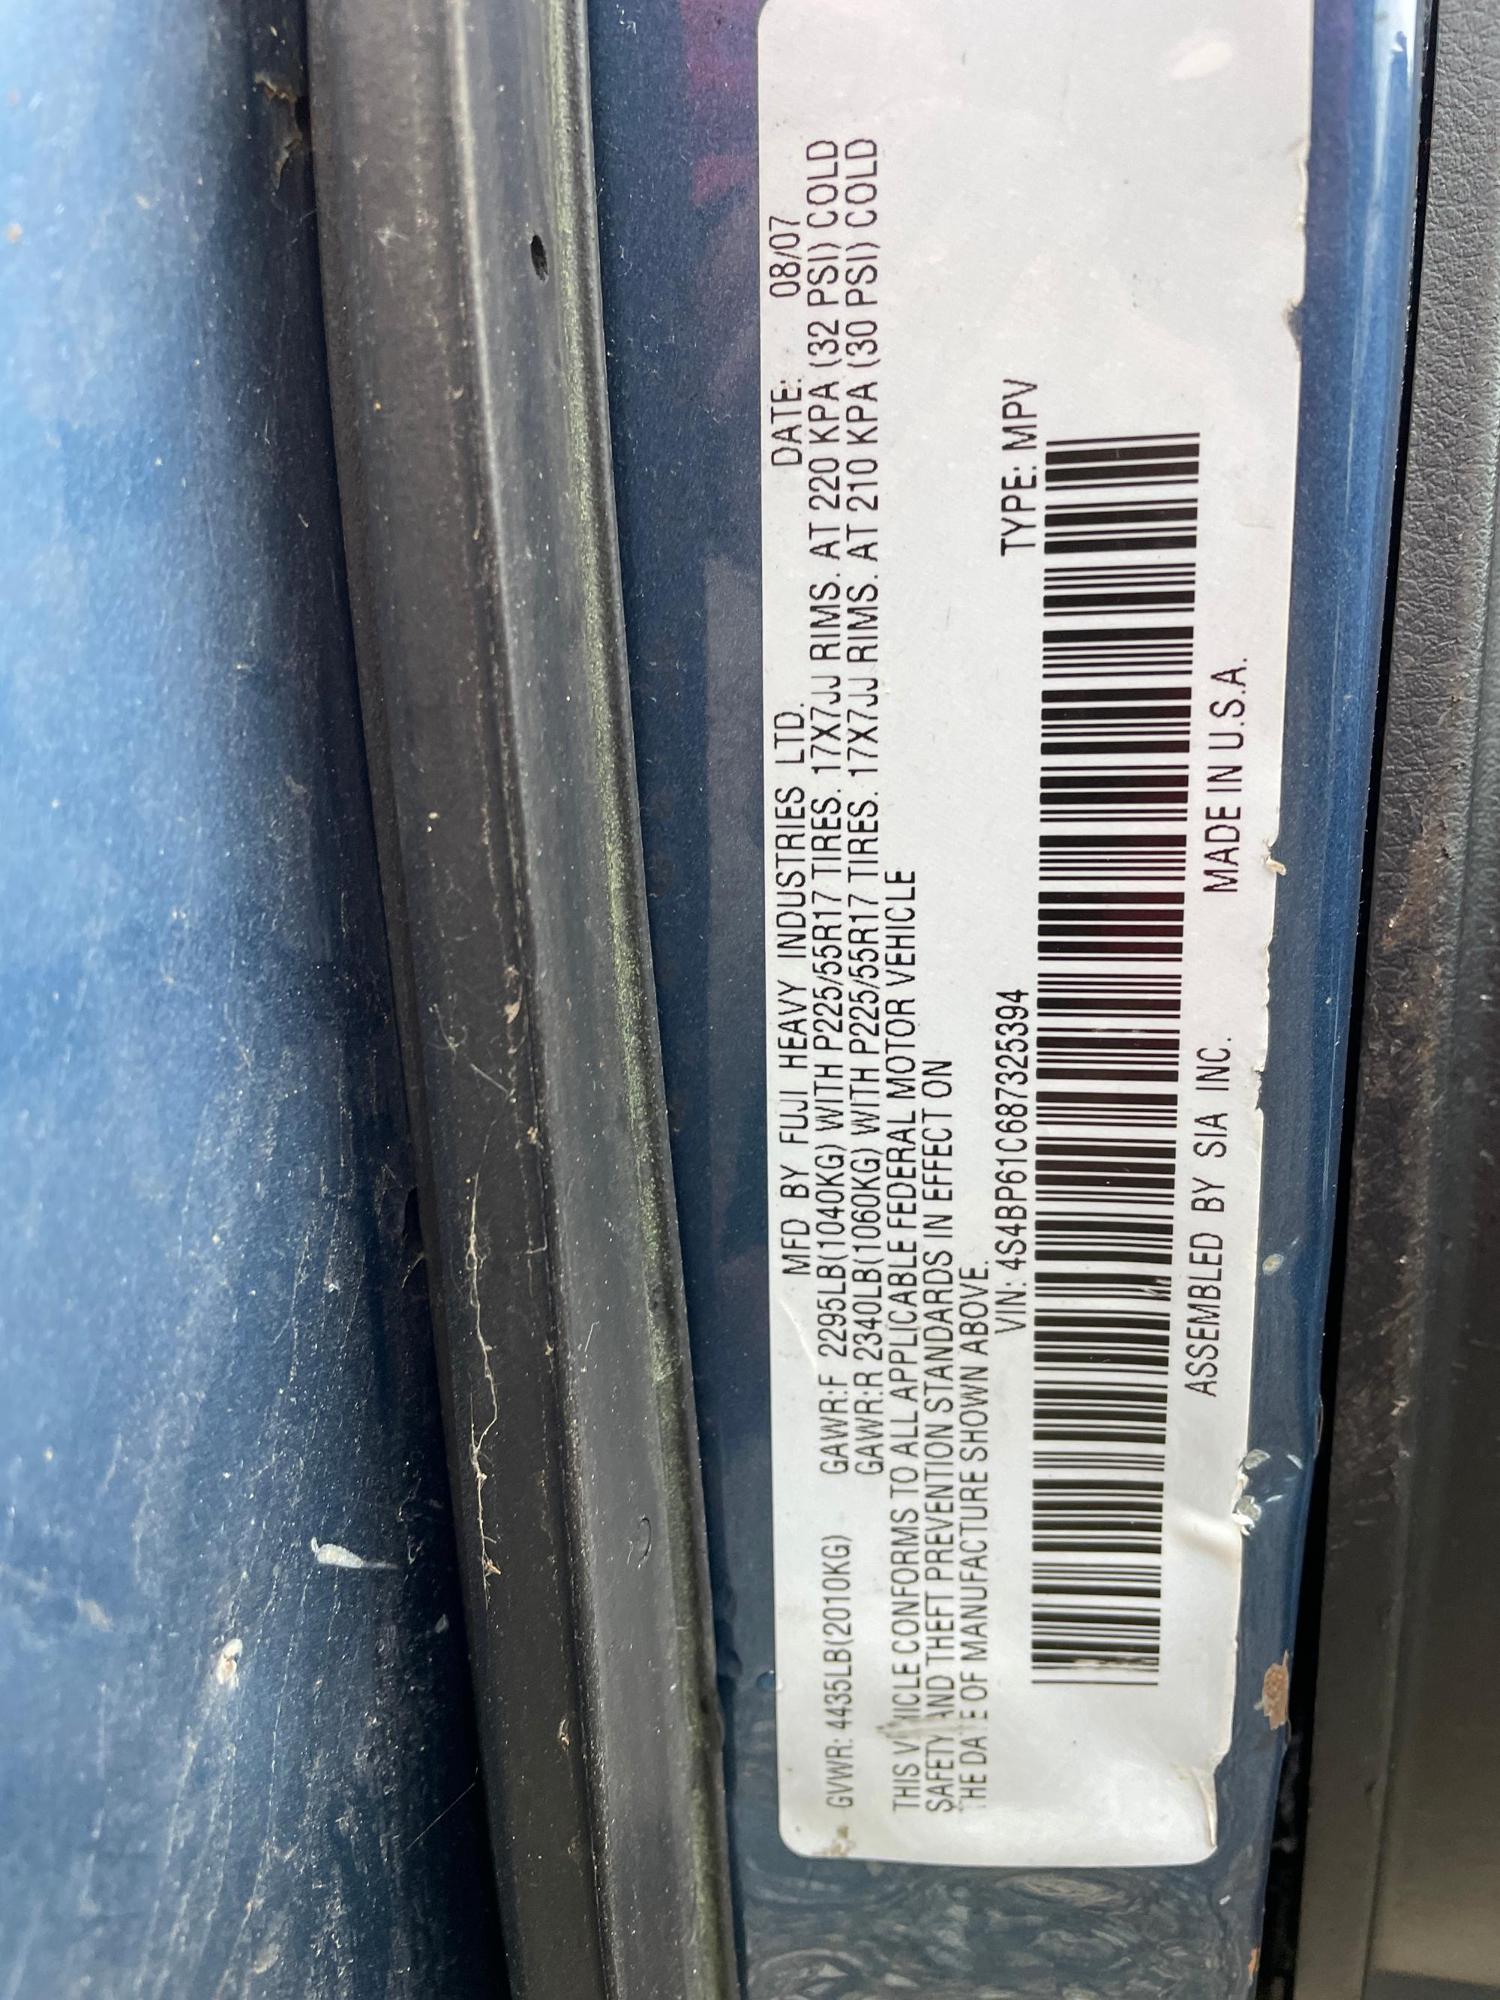 MFD BY FUJI HEAVY INDUSTRIES LTD. DATE: 08/07
GVWR: 4435LB(2010KG) GAWR:F 2295LB(1040KG) WITH P225/55R17 TIRES. 17X7JJ RIMS. AT 220 KPA (32 PSI) COLD
GAWR:R 2340LB(1060KG) WITH P225/55R17 TIRES. 17X7JJ RIMS. AT 210 KPA (30 PSI) COLD
THIS VEHICLE CONFORMS TO ALL APPLICABLE FEDERAL MOTOR VEHICLE
SAFETY AND THEFT PREVENTION STANDARDS IN EFFECT ON
THE DATE OF MANUFACTURE SHOWN ABOVE.
VIN: 4S4BP61C687325394 TYPE: MPV
ASSEMBLED BY SIA INC. MADE IN U.S.A.